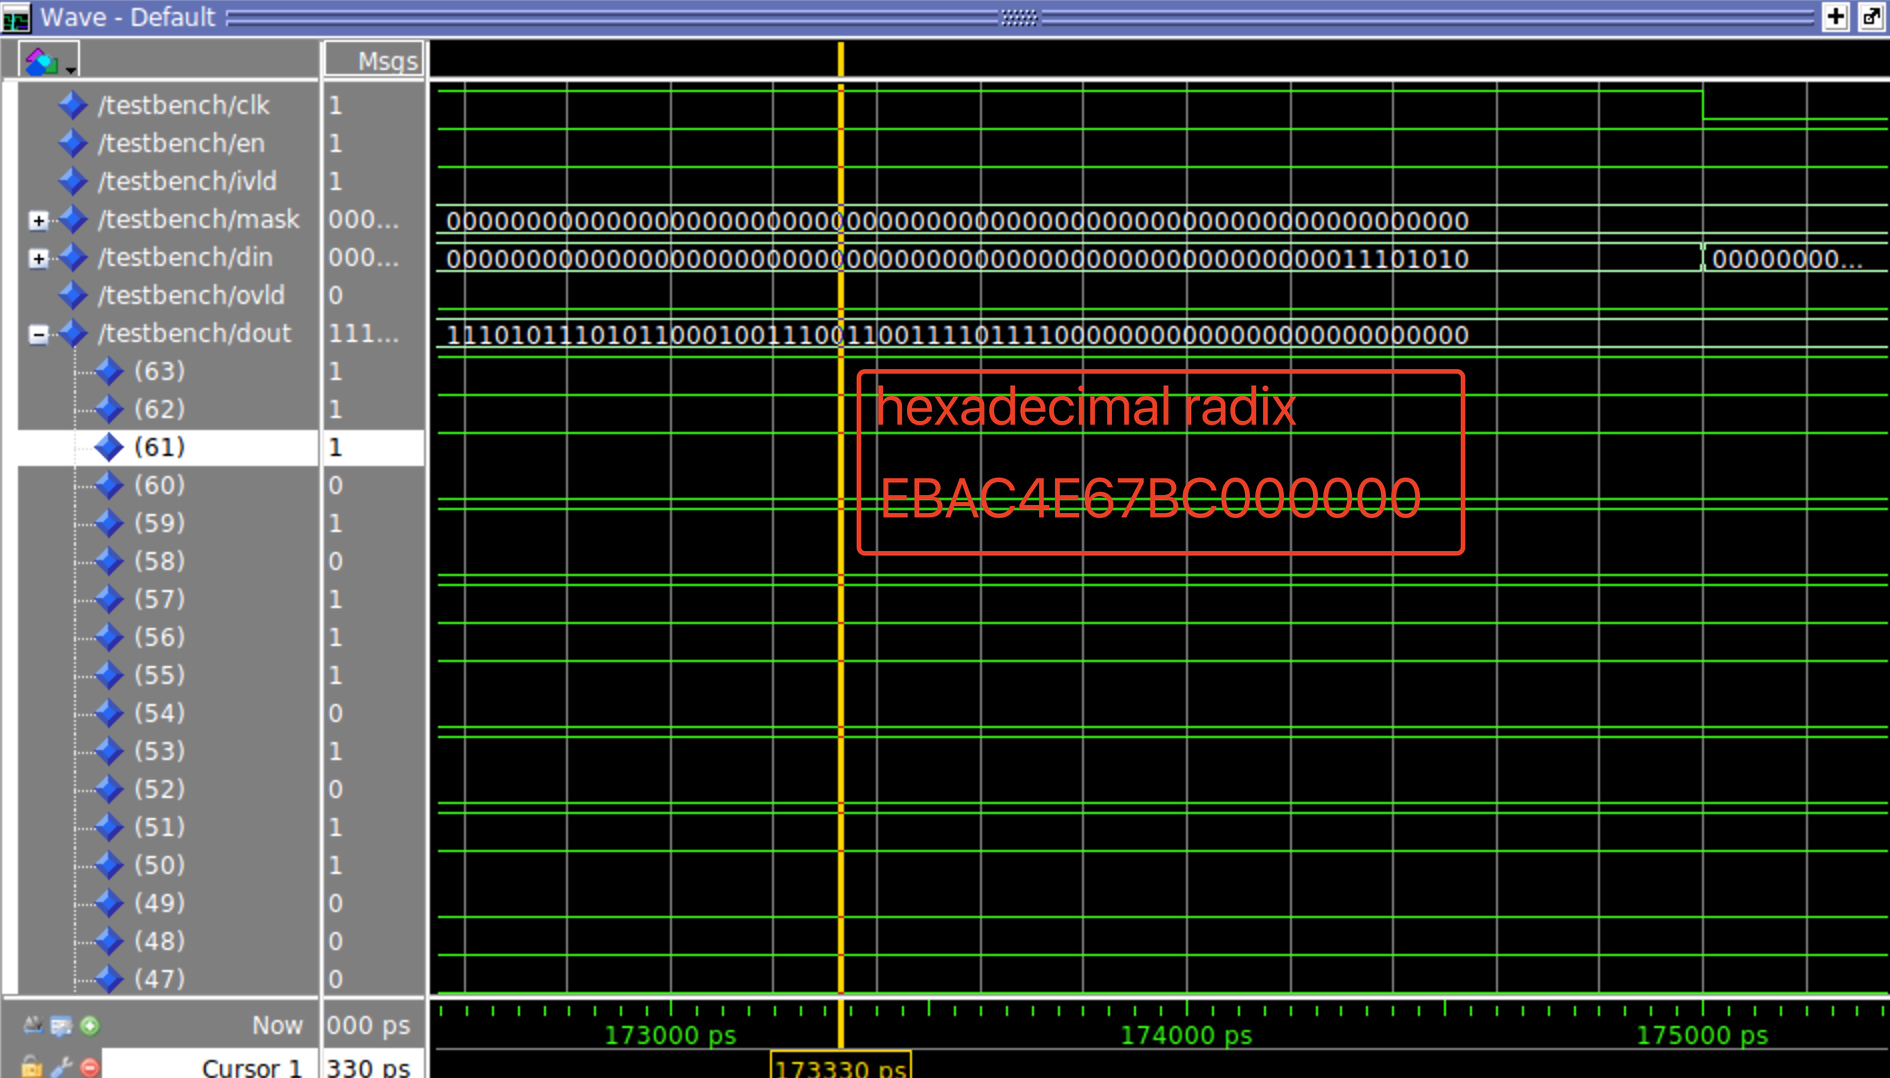 Wave - Default
Msgs
/testbench/clk 1
/testbench/en 1
/testbench/ivld 1
/testbench/mask 000... 0000000000000000000000000000000000000000000000000000000000000000
/testbench/din 000... 0000000000000000000000000000000000000000000000000000000011101010 00000000...
/testbench/ovld 0
/testbench/dout 111... 1110101110101100010011100110011110111100000000000000000000000000
(63) 1
(62) 1
hexadecimal radix
(61) 1
(60) 0
EBAC4E67BC000000
(59) 1
(58) 0
(57) 1
(56) 1
(55) 1
(54) 0
(53) 1
(52) 0
(51) 1
(50) 1
(49) 0
(48) 0
(47) 0
Now 000 ps 173000 ps 174000 ps 175000 ps
Cursor 1 330 ps 173330 ps